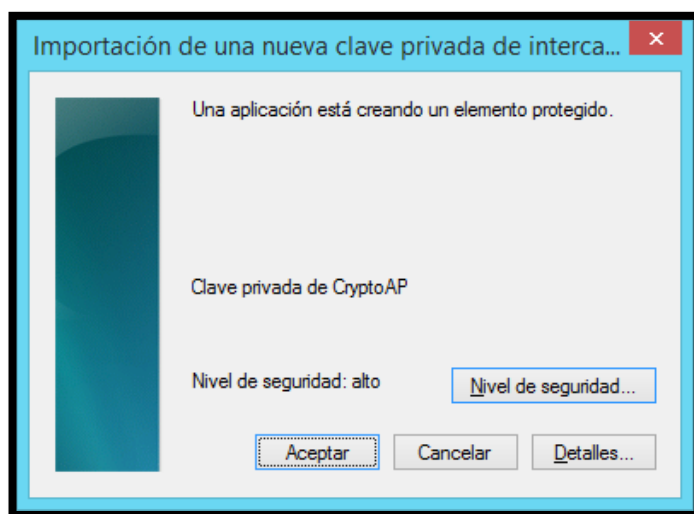 Importación de una nueva clave privada de interca...
Una aplicación está creando un elemento protegido.
Clave privada de CryptoAP
Nivel de seguridad: alto
Nivel de seguridad...
Aceptar
Cancelar
Detalles...